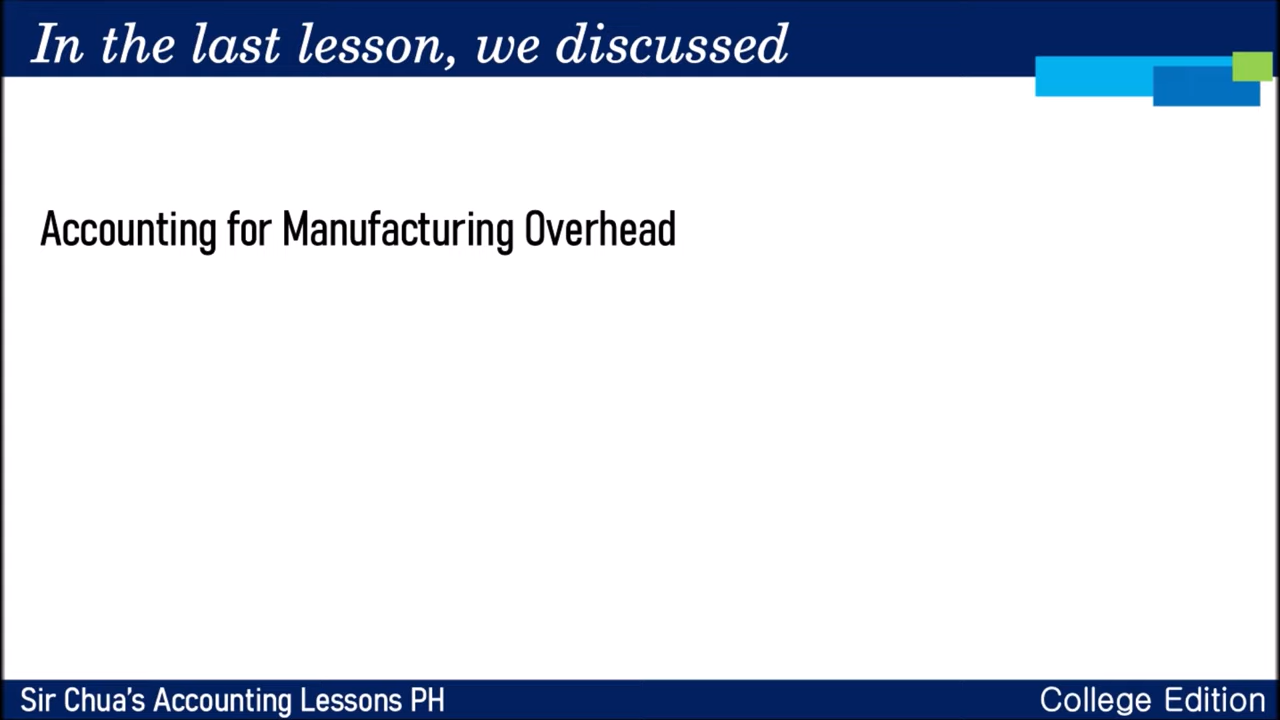 In the last lesson, we discussed
Accounting for Manufacturing Overhead
Sir Chua's Accounting Lessons PH
College Edition